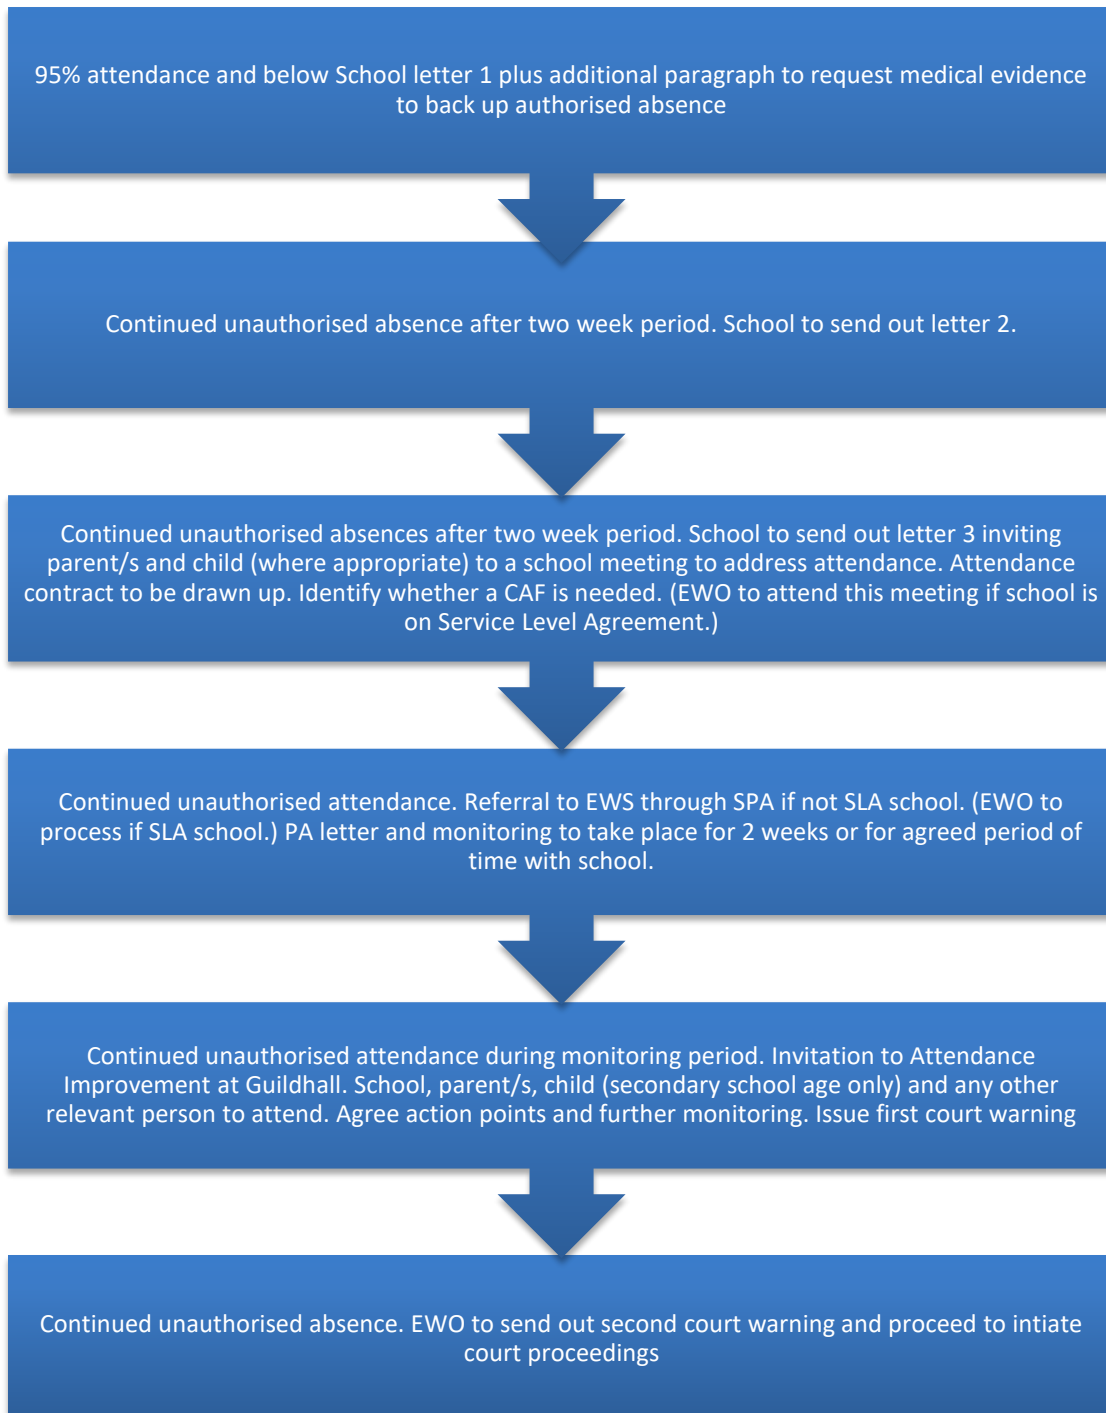 95% attendance and below School letter 1 plus additional paragraph to request medical evidence
to back up authorised absence
Continued unauthorised absence after two week period. School to send out letter 2.
Continued unauthorised absences after two week period. School to send out letter 3 inviting
parent/s and child (where appropriate) to a school meeting to address attendance. Attendance
contract to be drawn up. Identify whether a CAF is needed. (EWO to attend this meeting if school is
on Service Level Agreement.)
Continued unauthorised attendance. Referral to EWS through SPA if not SLA school. (EWO to
process if SLA school.) PA letter and monitoring to take place for 2 weeks or for agreed period of
time with school.
Continued unauthorised attendance during monitoring period. Invitation to Attendance
Improvement at Guildhall. School, parent/s, child (secondary school age only) and any other
relevant person to attend. Agree action points and further monitoring. Issue first court warning
Continued unauthorised absence. EWO to send out second court warning and proceed to intiate
court proceedings